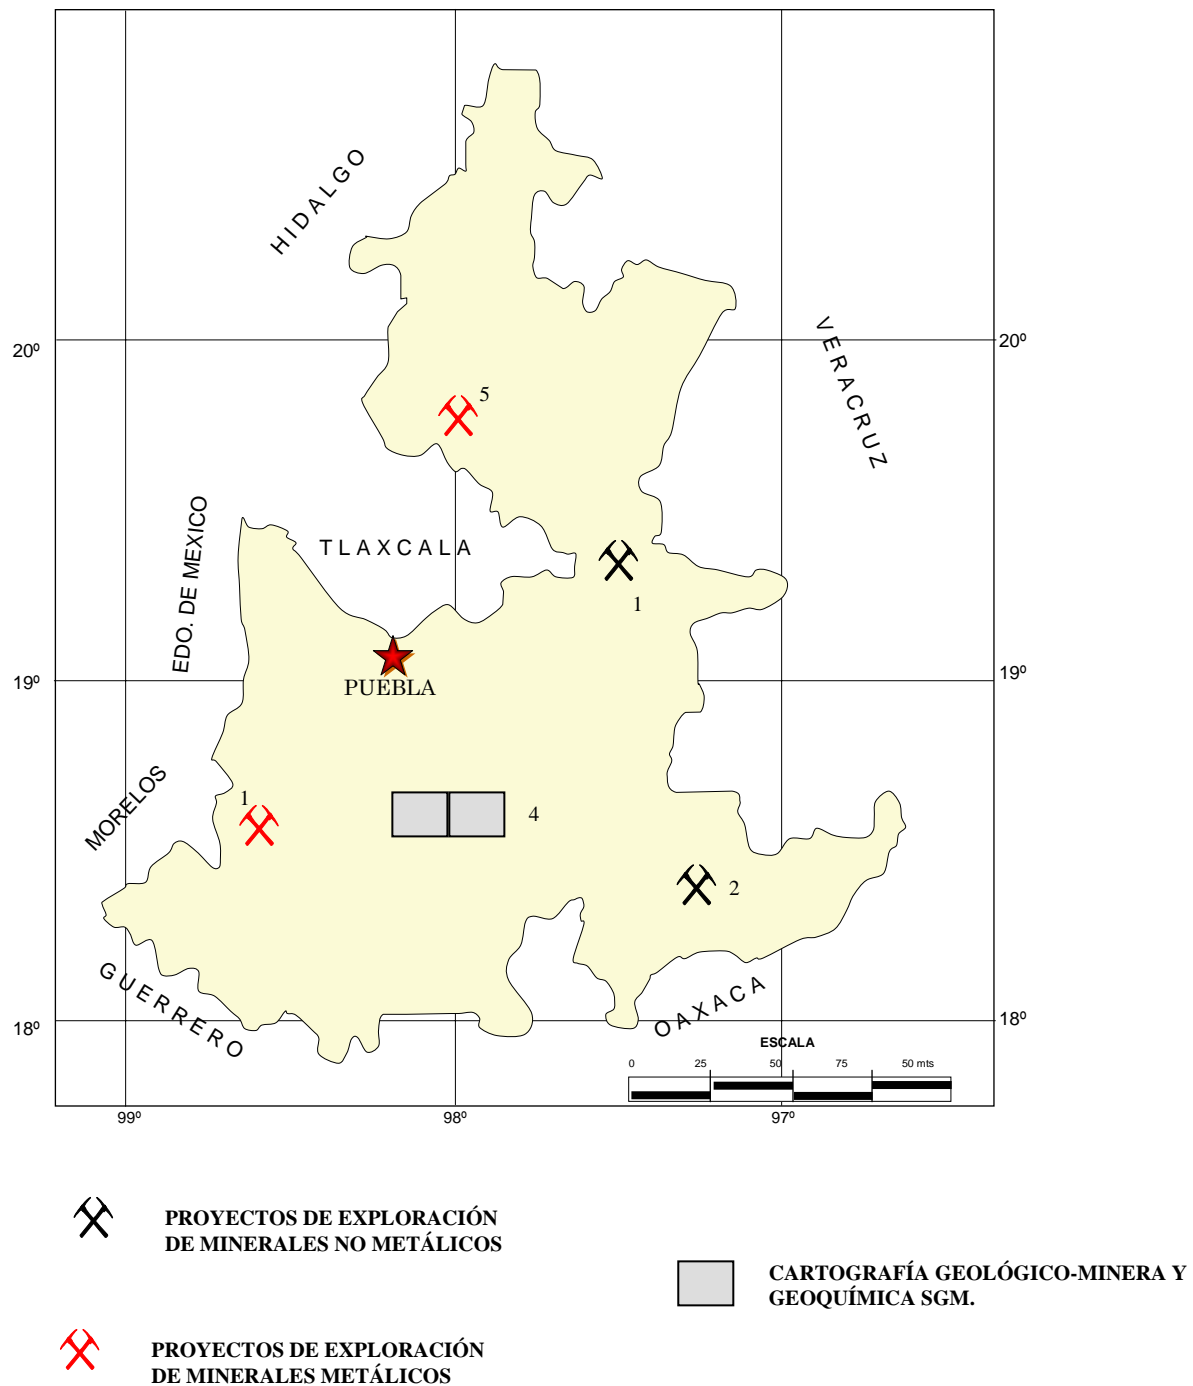 HIDALGO
VERACRUZ
20º
20º
5
EDO. DE MEXICO
TLAXCALA
1
19º
19º
PUEBLA
MORELOS
1
4
2
GUERRERO
OAXACA
18º
18º
ESCALA
0 25 50 75 50 mts
99º 98º 97º
PROYECTOS DE EXPLORACIÓN
DE MINERALES NO METÁLICOS
CARTOGRAFÍA GEOLÓGICO-MINERA Y
GEOQUÍMICA SGM.
PROYECTOS DE EXPLORACIÓN
DE MINERALES METÁLICOS